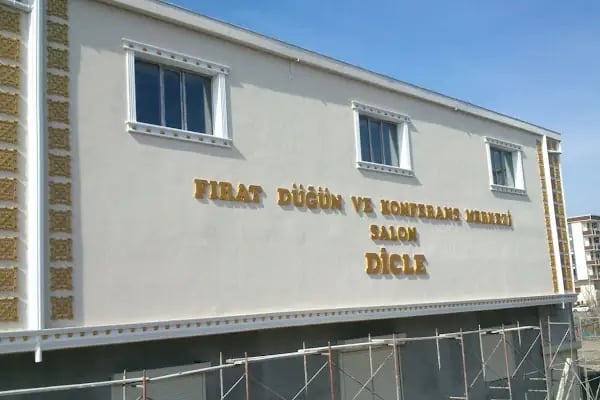 FIRAT DÜĞÜN VE KONFERANS MERKEZİ
SALON
DİCLE